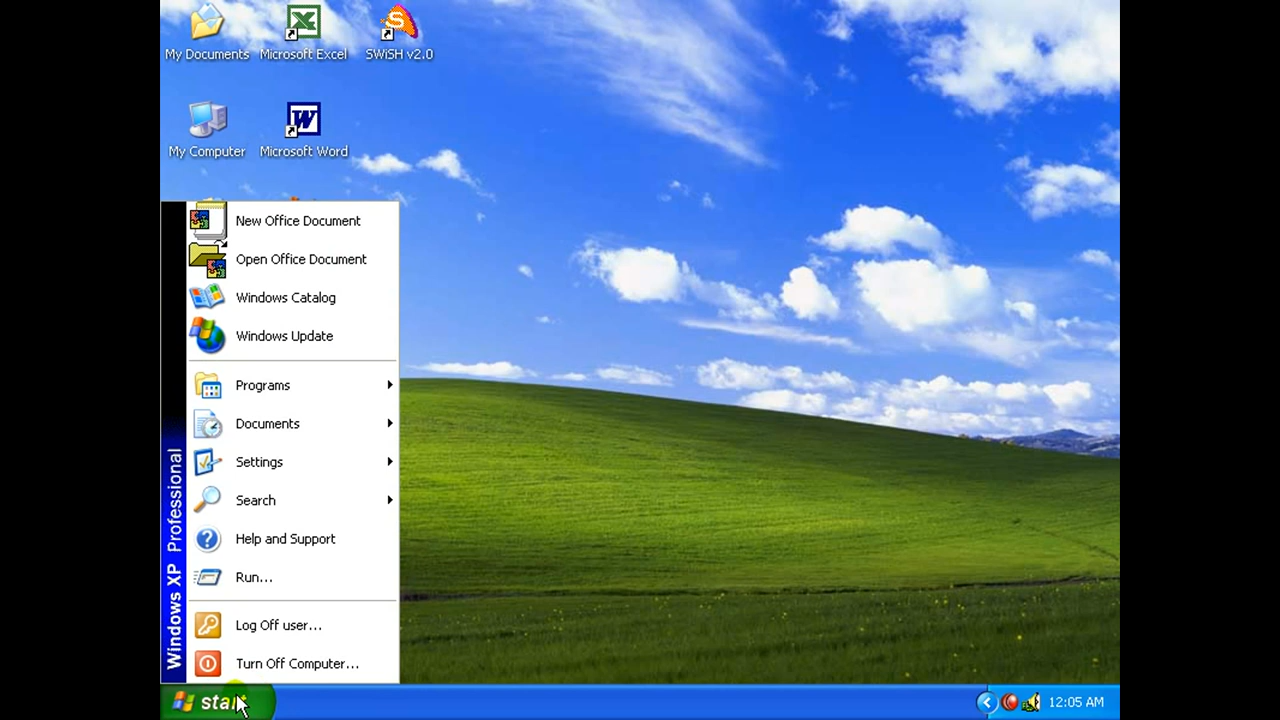 My Documents
Microsoft Excel
SWiSH v2.0
My Computer
Microsoft Word
New Office Document
Open Office Document
Windows Catalog
Windows Update
Programs
Documents
Settings
Search
Help and Support
Run...
Log Off user...
Turn Off Computer...
Windows XP Professional
start
12:05 AM